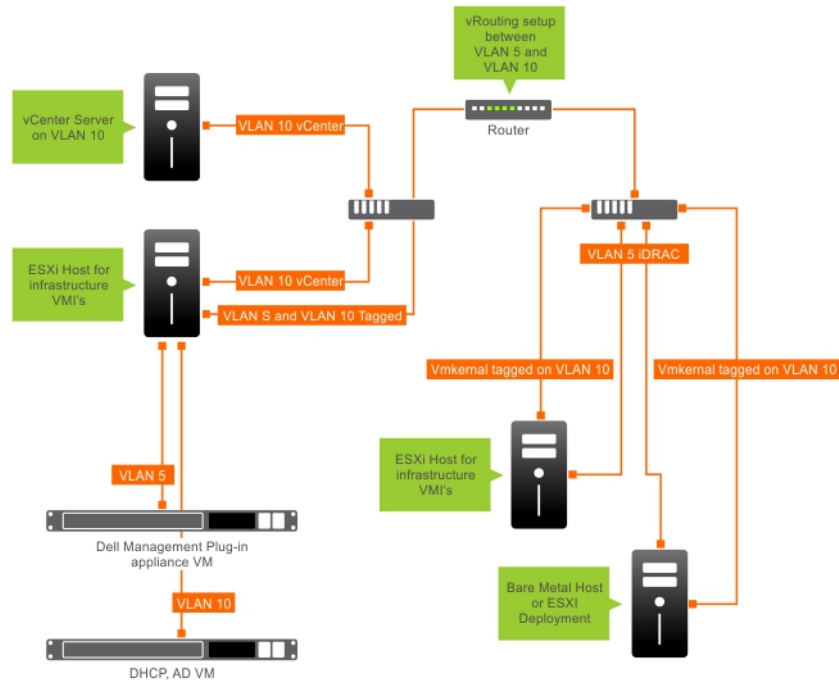 vRouting setup
between
VLAN 5 and
VLAN 10
Router
vCenter Server
on VLAN 10
VLAN 10 vCenter
ESXi Host for
infrastructure
VMI's
VLAN 10 vCenter
VLAN S and VLAN 10 Tagged
VLAN 5 iDRAC
Vmkernal tagged on VLAN 10
Vmkernal tagged on VLAN 10
ESXi Host for
infrastructure
VMI's
VLAN 5
Dell Management Plug-in
appliance VM
Bare Metal Host
or ESXI
Deployment
VLAN 10
DHCP, AD VM